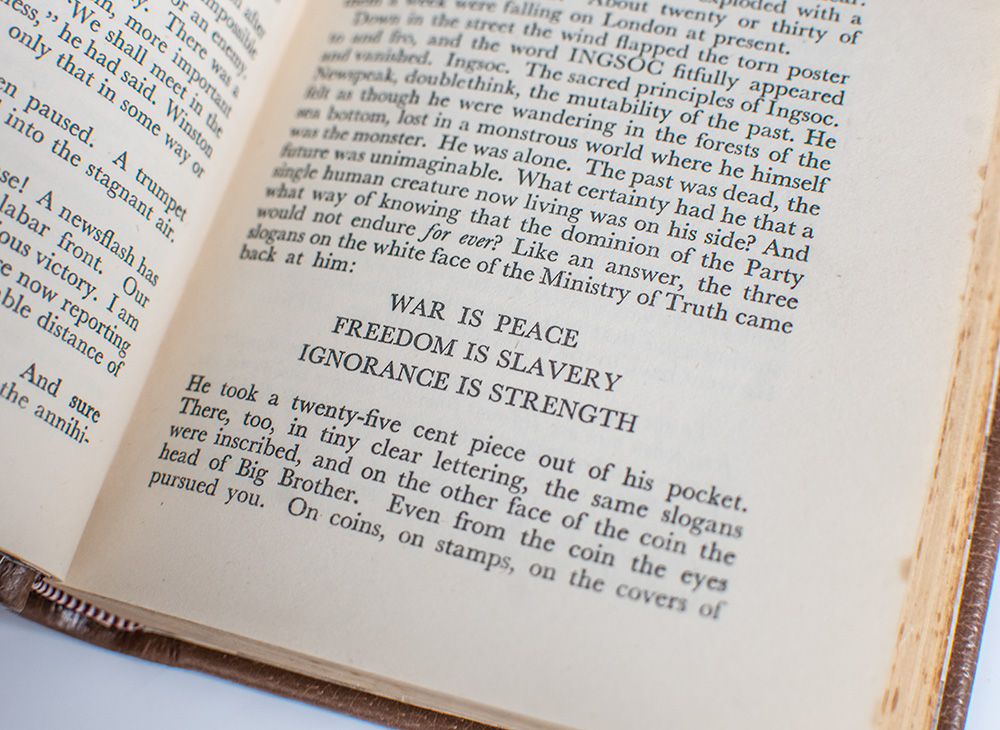 after
impossible
or an enemy.
There was a
more important
"We shall meet in the
," he had said. Winston
only that in some way or
paused. A trumpet
into the stagnant air.
A newsflash has
labar front. Our
victory. I am
now reporting
distance of
And sure
the annihi-
exploded with a
About twenty or thirty of
were falling on London at present.
Down in the street the wind flapped the torn poster
to and fro, and the word INGSOC fitfully appeared
and vanished. Ingsoc. The sacred principles of Ingsoc.
Newspeak, doublethink, the mutability of the past. He
felt as though he were wandering in the forests of the
sea bottom, lost in a monstrous world where he himself
was the monster. He was alone. The past was dead, the
future was unimaginable. What certainty had he that a
single human creature now living was on his side? And
what way of knowing that the dominion of the Party
would not endure for ever? Like an answer, the three
slogans on the white face of the Ministry of Truth came
back at him:
WAR IS PEACE
FREEDOM IS SLAVERY
IGNORANCE IS STRENGTH
He took a twenty-five cent piece out of his pocket.
There, too, in tiny clear lettering, the same slogans
were inscribed, and on the other face of the coin the
head of Big Brother. Even from the coin the eyes
pursued you. On coins, on stamps, on the covers of